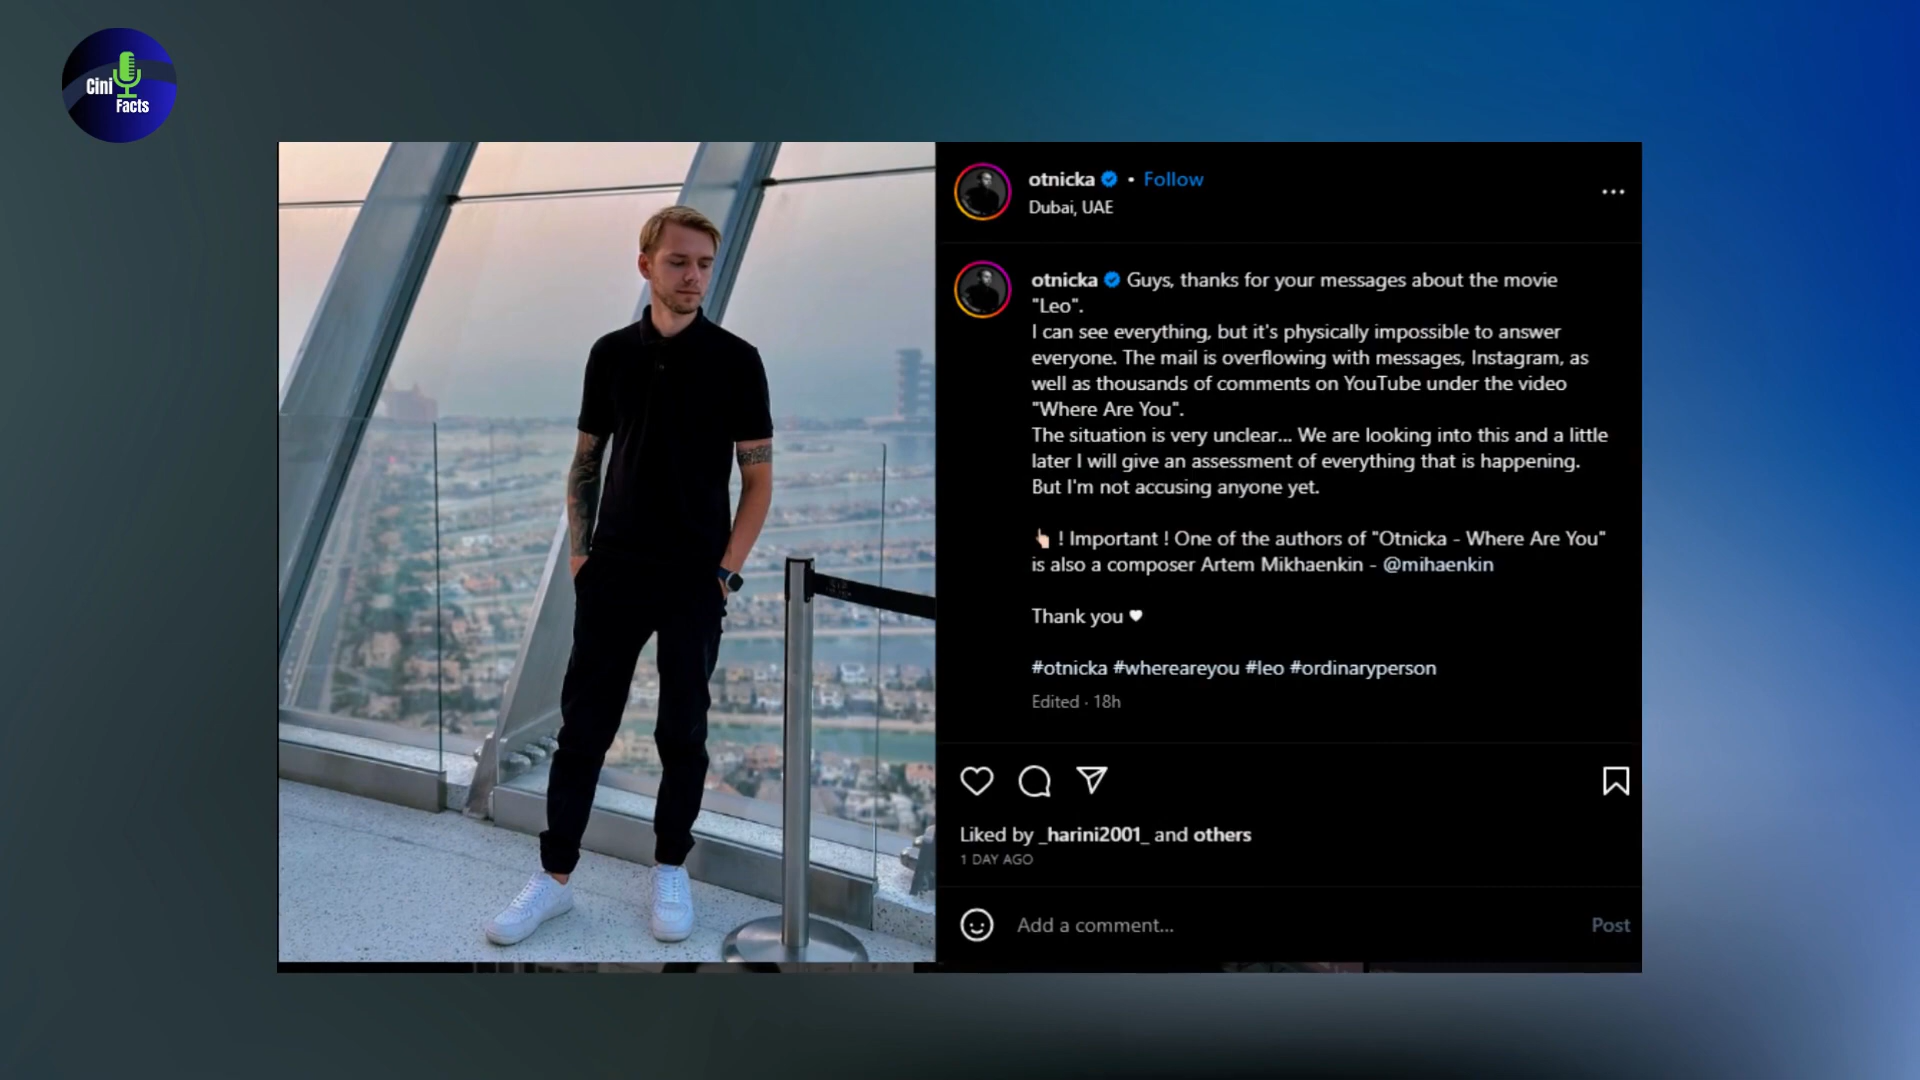 Cini
Facts
otnicka • Follow
Dubai, UAE
otnicka Guys, thanks for your messages about the movie
"Leo".
I can see everything, but it's physically impossible to answer
everyone. The mail is overflowing with messages, Instagram, as
well as thousands of comments on YouTube under the video
"Where Are You".
The situation is very unclear... We are looking into this and a little
later I will give an assessment of everything that is happening.
But I'm not accusing anyone yet.
👆🏻 ! Important ! One of the authors of "Otnicka - Where Are You"
is also a composer Artem Mikhaenkin - @mihaenkin
Thank you ♥
#otnicka #whereareyou #leo #ordinaryperson
Edited · 18h
Liked by _harini2001_ and others
1 DAY AGO
Add a comment...
Post